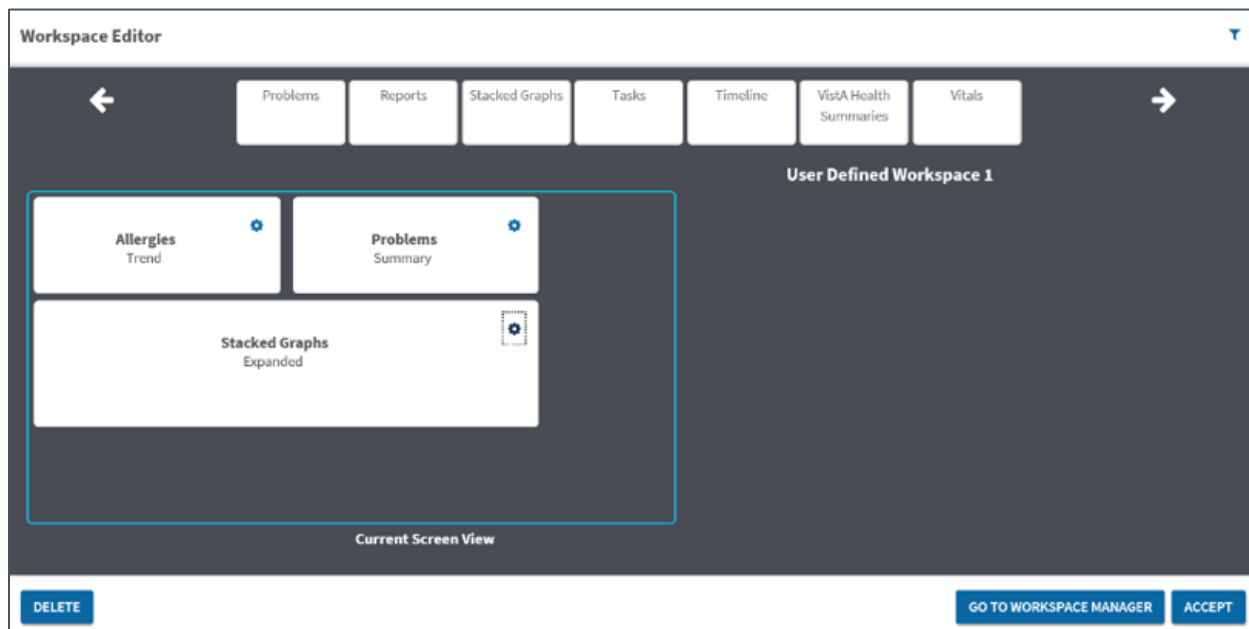 Workspace Editor
Problems
Reports
Stacked Graphs
Tasks
Timeline
VistA Health
Summaries
Vitals
User Defined Workspace 1
Allergies
Trend
Problems
Summary
Stacked Graphs
Expanded
Current Screen View
DELETE
GO TO WORKSPACE MANAGER
ACCEPT